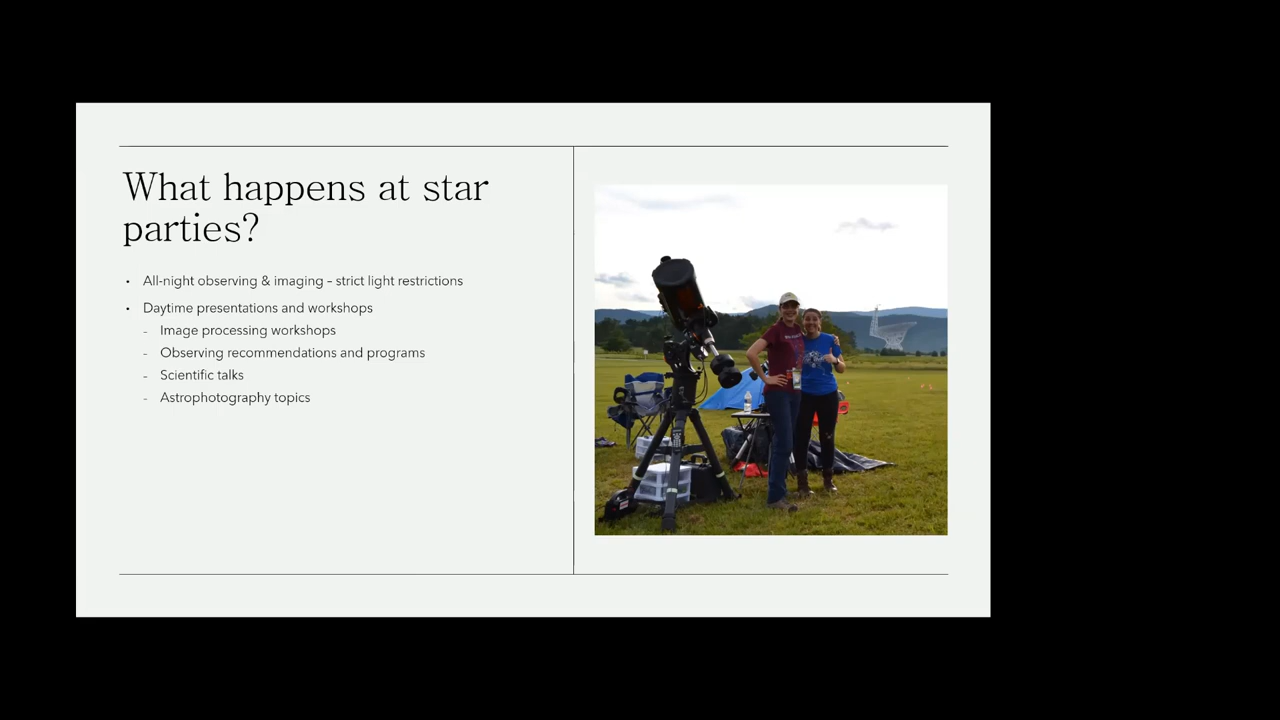 What happens at star
parties?
• All-night observing & imaging – strict light restrictions
• Daytime presentations and workshops
- Image processing workshops
- Observing recommendations and programs
- Scientific talks
- Astrophotography topics